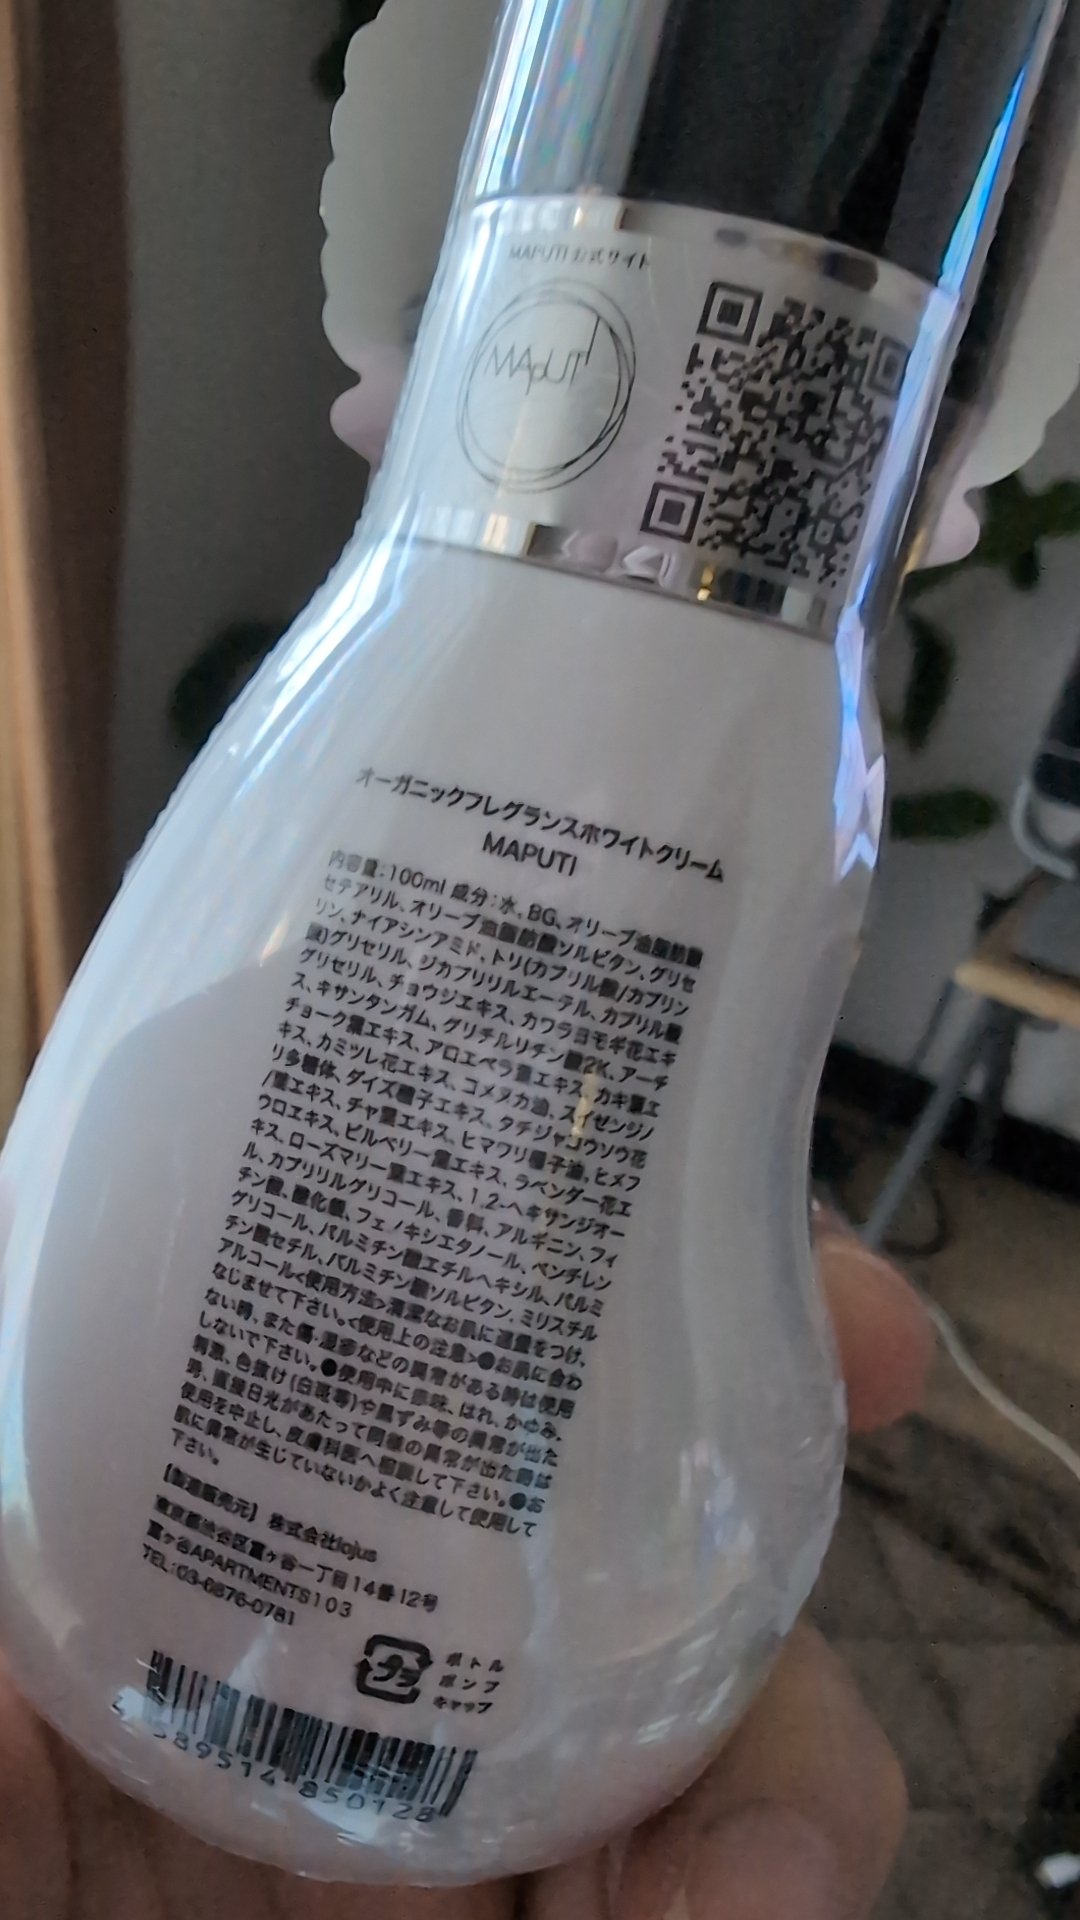 MAPUTI 公式サイト
MApUTI
オーガニックフレグランスホワイトクリーム
MAPUTI
内容量:100ml 成分:水、BG、オリーブ油脂肪酸
セテアリル、オリーブ油脂肪酸ソルビタン、グリセ
リン、ナイアシンアミド、トリ(カプリル酸/カプリン
酸)グリセリル、ジカプリリルエーテル、カプリル酸
グリセリル、チョウジエキス、カワラヨモギ花エキ
ス、キサンタンガム、グリチルリチン酸2K、アーチ
チョーク葉エキス、アロエベラ葉エキス、カキ葉エ
キス、カミツレ花エキス、コメヌカ油、スイゼンジノ
リ多糖体、ダイズ種子エキス、タチジャコウソウ花
/葉エキス、チャ葉エキス、ヒマワリ種子油、ヒメフ
ウロエキス、ビルベリー葉エキス、ラベンダー花エ
キス、ローズマリー葉エキス、1,2-ヘキサンジオー
ル、カプリリルグリコール、香料、アルギニン、フィ
チン酸、酸化銀、フェノキシエタノール、ペンチレン
グリコール、パルミチン酸エチルヘキシル、パルミ
チン酸セチル、パルミチン酸ソルビタン、ミリスチル
アルコール<使用方法>清潔なお肌に適量をつけ、
なじませて下さい。<使用上の注意>●お肌に合わ
ない時、また傷・湿疹などの異常がある時は使用
しないで下さい。●使用中に赤味、はれ、かゆみ、
刺激、色抜け(白斑等)や黒ずみ等の異常が出た
時、直接日光があたって同様の異常が出た時は
使用を中止し、皮膚科医へ相談して下さい。●お
肌に異常が生じていないかよく注意して使用して
下さい。
【製造販売元】 株式会社lojus
東京都渋谷区富ヶ谷一丁目14番12号
富ヶ谷APARTMENTS103
TEL:03-6876-0781
プラ
ボトル
ポンプ
キャップ
4 589514 850128